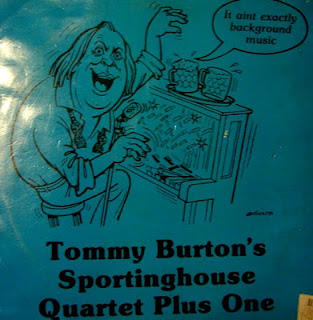 It aint exactly
background
music
Tommy Burton's
Sportinghouse
Quartet Plus One